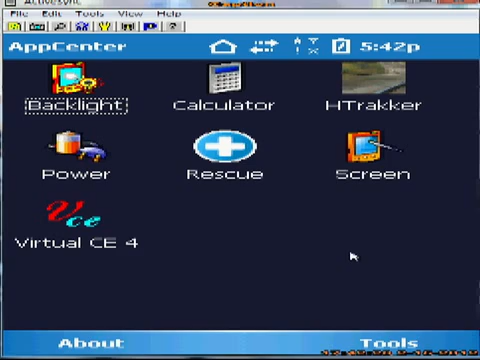 ActiveSync
File Edit Tools View Help
AppCenter 5:42p
Backlight Calculator HTrakker
Power Rescue Screen
Vce
Virtual CE 4
About Tools